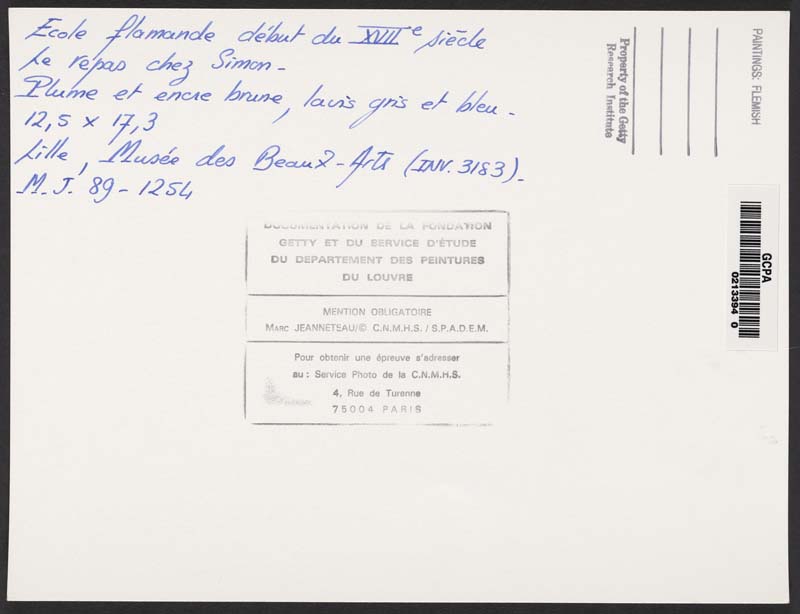 Ecole flamande début du XVIIIe siècle
Le repas chez Simon -
Plume et encre brune, lavis gris et bleu -
12,5 x 17,3
Lille, Musée des Beaux-Arts (INV. 3183)_
M.J. 89-1254
DOCUMENTATION DE LA FONDATION
GETTY ET DU SERVICE D'ÉTUDE
DU DEPARTEMENT DES PEINTURES
DU LOUVRE
MENTION OBLIGATOIRE
MARC JEANNETEAU/© C.N.M.H.S. / S.P.A.D.E.M.
Pour obtenir une épreuve s'adresser
au : Service Photo de la C.N.M.H.S.
4, Rue de Turenne
75004 PARIS
Property of the Getty
Research Institute
PAINTINGS: FLEMISH
GCPA
0213394 0